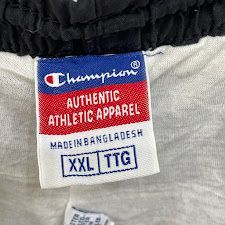 Champion
AUTHENTIC
ATHLETIC APPAREL
MADE IN BANGLADESH
XXL TTG